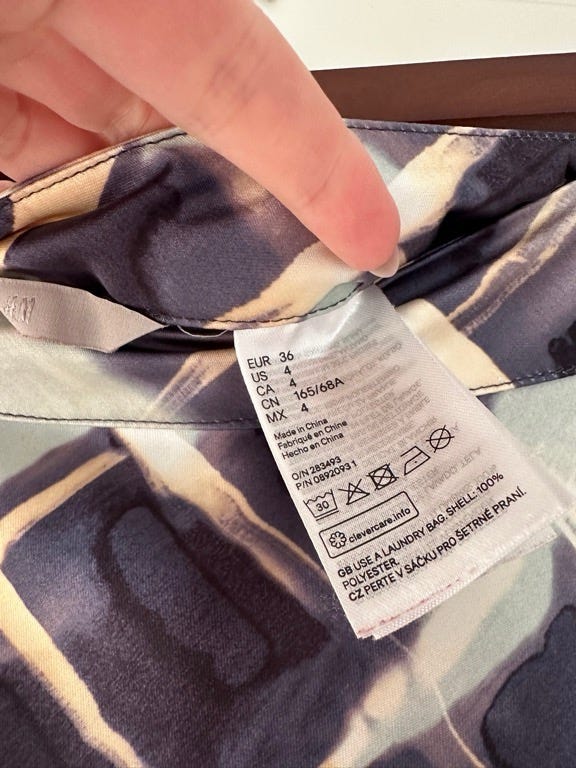 H&M
EUR 36
US 4
CA 4
CN 165/68A
MX 4
Made in China
Fabriqué en Chine
Hecho en China
O/N 283493
P/N 0892093 1
30
clevercare.info
GB USE A LAUNDRY BAG. SHELL: 100%
POLYESTER.
CZ PERTE V SÁČKU PRO ŠETRNÉ PRANÍ.